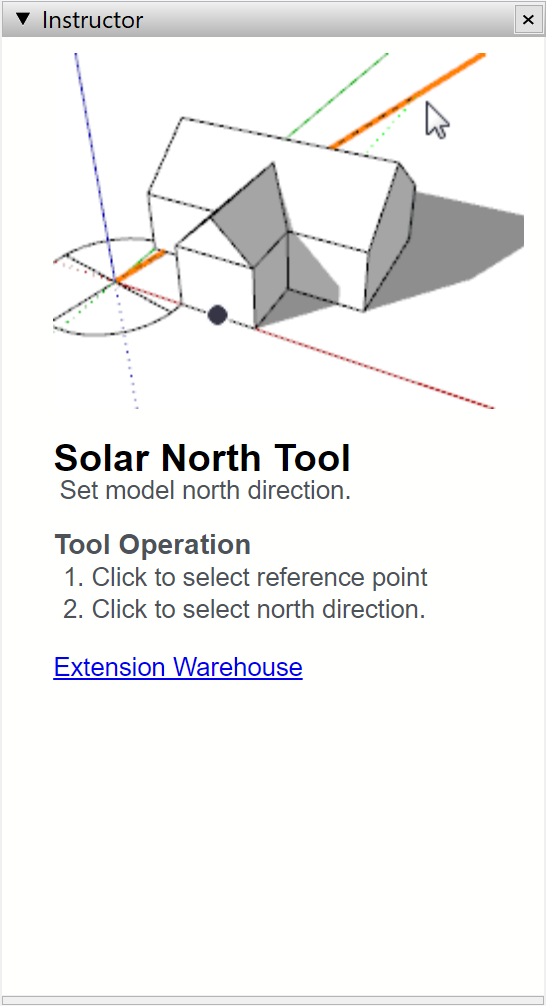 Instructor
Solar North Tool
Set model north direction.
Tool Operation
1. Click to select reference point
2. Click to select north direction.
Extension Warehouse